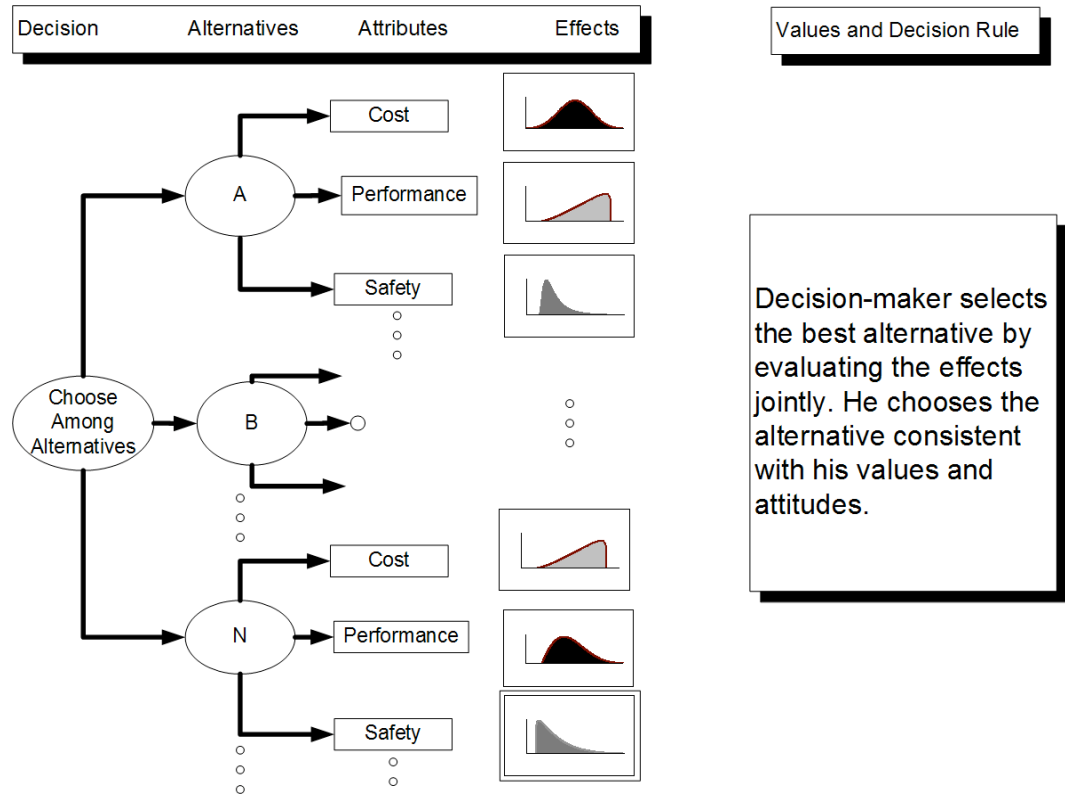 Decision Alternatives Attributes Effects
Values and Decision Rule
Cost
A
Performance
Safety
Choose
Among
Alternatives
B
Cost
N
Performance
Safety
Decision-maker selects
the best alternative by
evaluating the effects
jointly. He chooses the
alternative consistent
with his values and
attitudes.